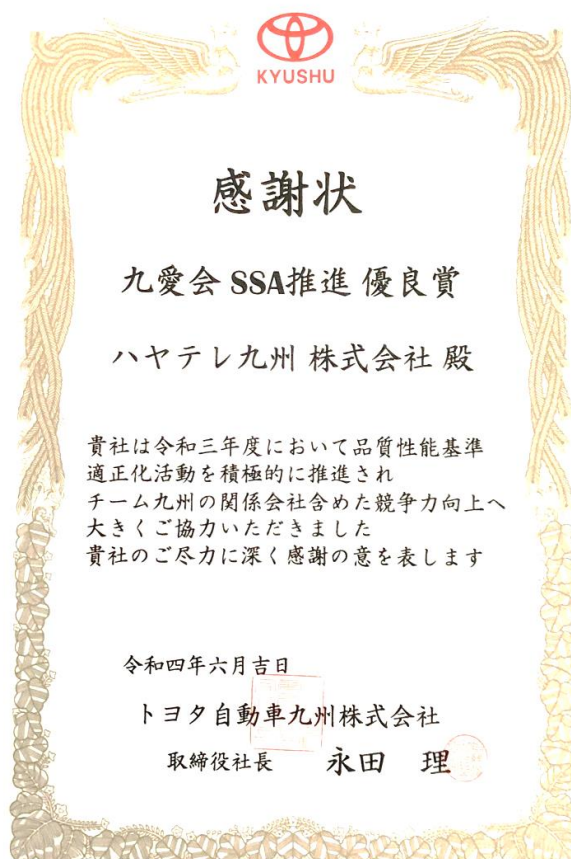 KYUSHU
感謝状
九愛会 SSA推進 優良賞
ハヤテレ九州 株式会社 殿
貴社は令和三年度において品質性能基準
適正化活動を積極的に推進され
チーム九州の関係会社含めた競争力向上へ
大きくご協力いただきました
貴社のご尽力に深く感謝の意を表します
令和四年六月吉日
トヨタ自動車九州株式会社
取締役社長 永田 理